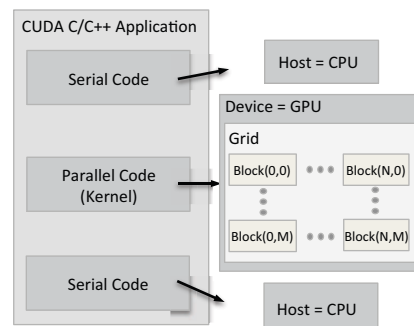 CUDA C/C++ Application
Serial Code
Host = CPU
Device = GPU
Grid
Parallel Code
(Kernel)
Block(0,0)
Block(N,0)
Block(0,M)
Block(N,M)
Serial Code
Host = CPU